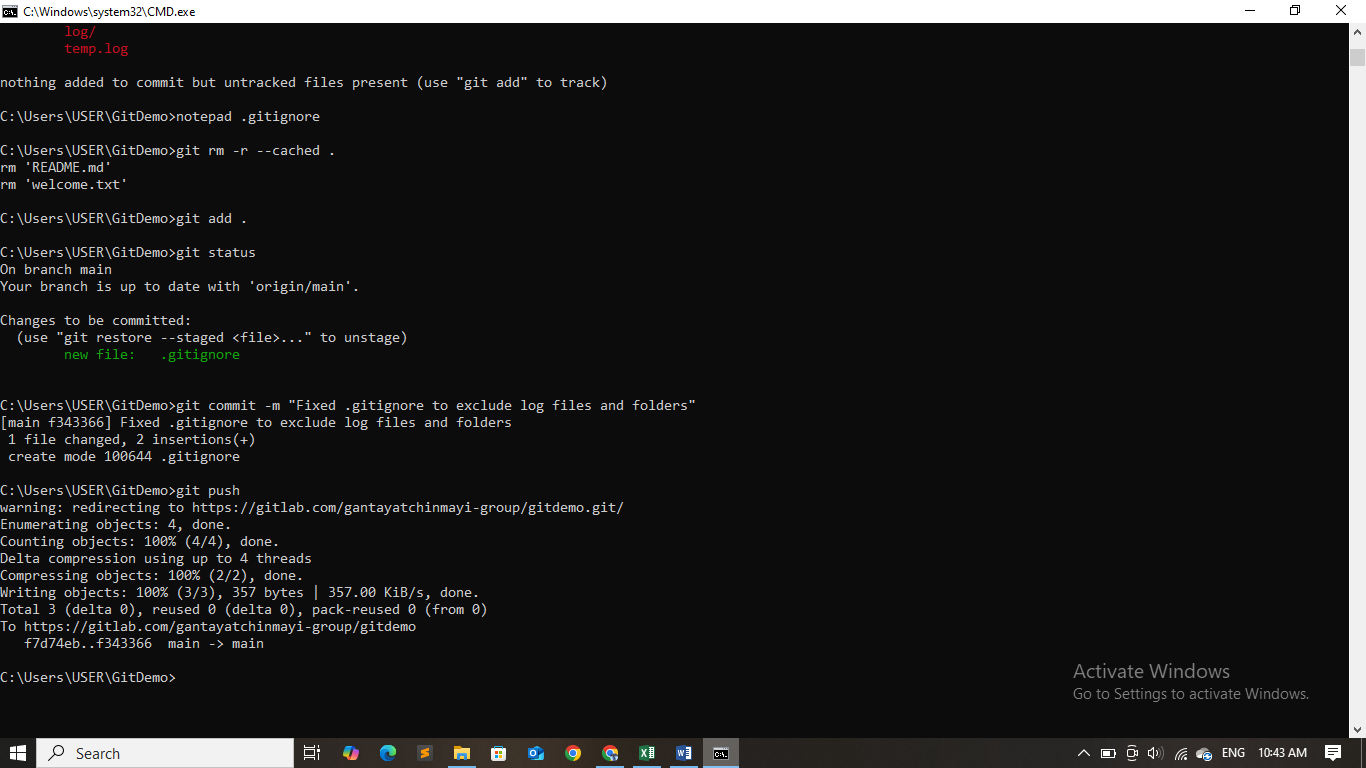 C:\Windows\system32\CMD.exe
log/
temp.log
nothing added to commit but untracked files present (use "git add" to track)
C:\Users\USER\GitDemo>notepad .gitignore
C:\Users\USER\GitDemo>git rm -r --cached .
rm 'README.md'
rm 'welcome.txt'
C:\Users\USER\GitDemo>git add .
C:\Users\USER\GitDemo>git status
On branch main
Your branch is up to date with 'origin/main'.
Changes to be committed:
(use "git restore --staged <file>..." to unstage)
new file:   .gitignore
C:\Users\USER\GitDemo>git commit -m "Fixed .gitignore to exclude log files and folders"
[main f343366] Fixed .gitignore to exclude log files and folders
1 file changed, 2 insertions(+)
create mode 100644 .gitignore
C:\Users\USER\GitDemo>git push
warning: redirecting to https://gitlab.com/gantayatchinmayi-group/gitdemo.git/
Enumerating objects: 4, done.
Counting objects: 100% (4/4), done.
Delta compression using up to 4 threads
Compressing objects: 100% (2/2), done.
Writing objects: 100% (3/3), 357 bytes | 357.00 KiB/s, done.
Total 3 (delta 0), reused 0 (delta 0), pack-reused 0 (from 0)
To https://gitlab.com/gantayatchinmayi-group/gitdemo
f7d74eb..f343366  main -> main
C:\Users\USER\GitDemo>
Activate Windows
Go to Settings to activate Windows.
Search
ENG
10:43 AM